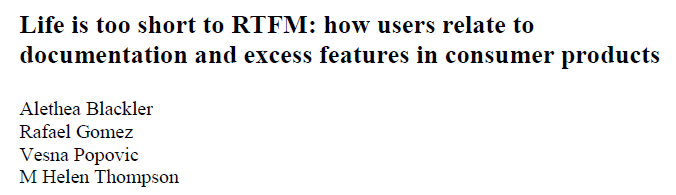 Life is too short to RTFM: how users relate to
documentation and excess features in consumer products
Alethea Blackler
Rafael Gomez
Vesna Popovic
M Helen Thompson